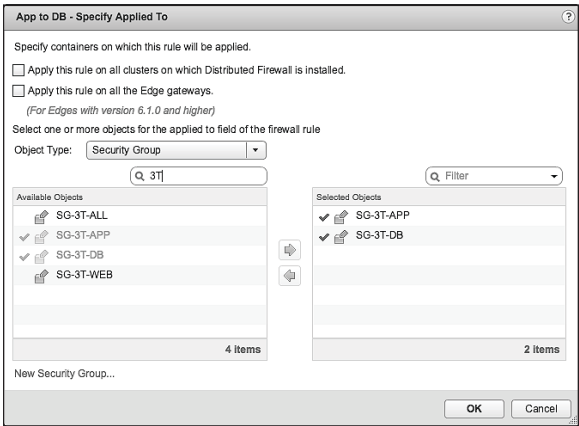 App to DB - Specify Applied To
?
Specify containers on which this rule will be applied.
Apply this rule on all clusters on which Distributed Firewall is installed.
Apply this rule on all the Edge gateways.
(For Edges with version 6.1.0 and higher)
Select one or more objects for the applied to field of the firewall rule
Object Type: Security Group
3T
Filter
Available Objects
SG-3T-ALL
SG-3T-APP
SG-3T-DB
SG-3T-WEB
4 items
Selected Objects
SG-3T-APP
SG-3T-DB
2 items
New Security Group...
OK
Cancel